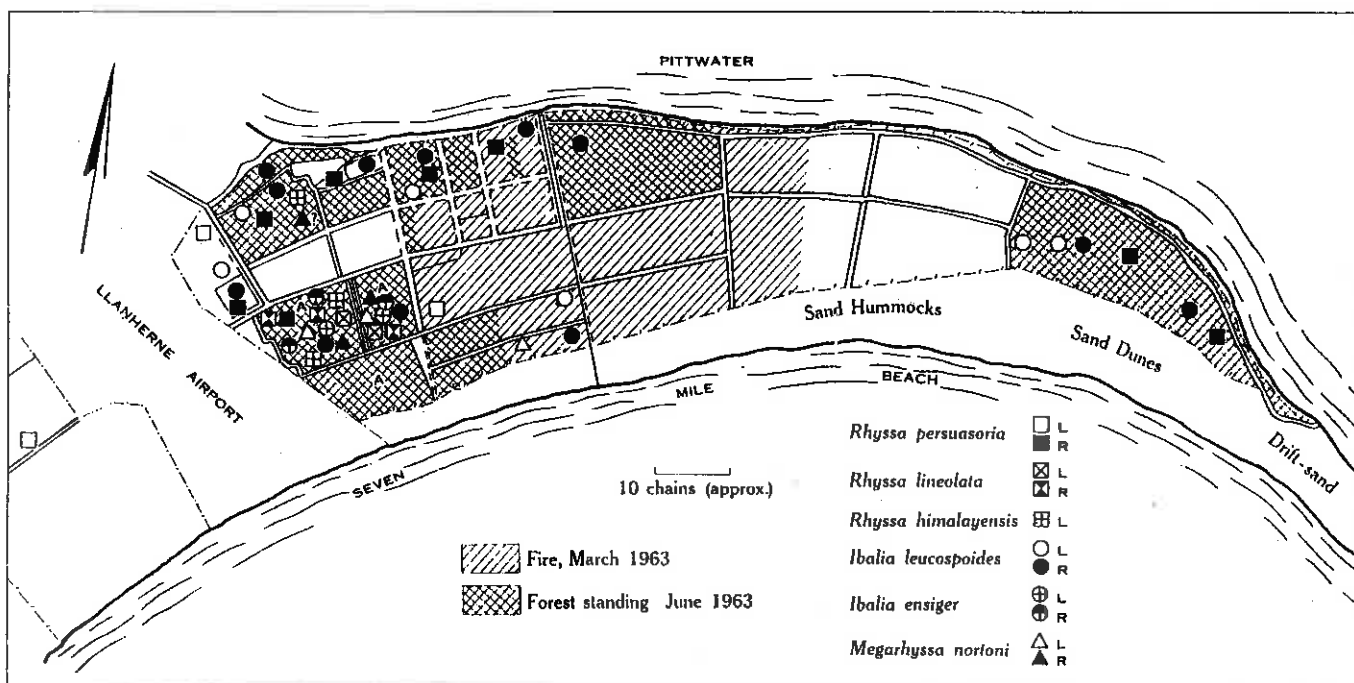 PITTWATER
?
A
A
A
LLANHERNE
AIRPORT
Sand Hummocks
Sand Dunes
Drift-sand
SEVEN
MILE
BEACH
10 chains (approx.)
Fire, March 1963
Forest standing June 1963
Rhyssa persuasoria L
R
Rhyssa lineolata L
R
Rhyssa himalayensis L
Ibalia leucospoides L
R
Ibalia ensiger L
R
Megarhyssa nortoni L
R